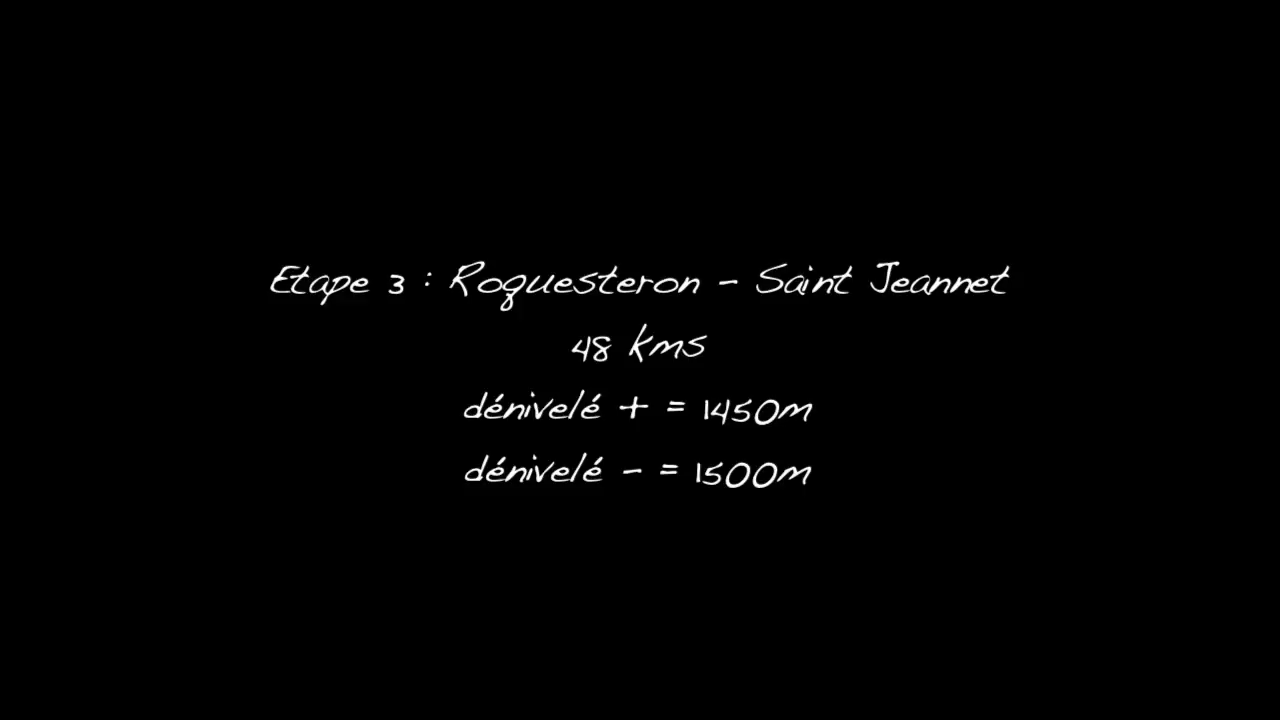 Etape 3 : Roquesteron - Saint Jeannet
48 kms
dénivelé + = 1450m
dénivelé - = 1500m